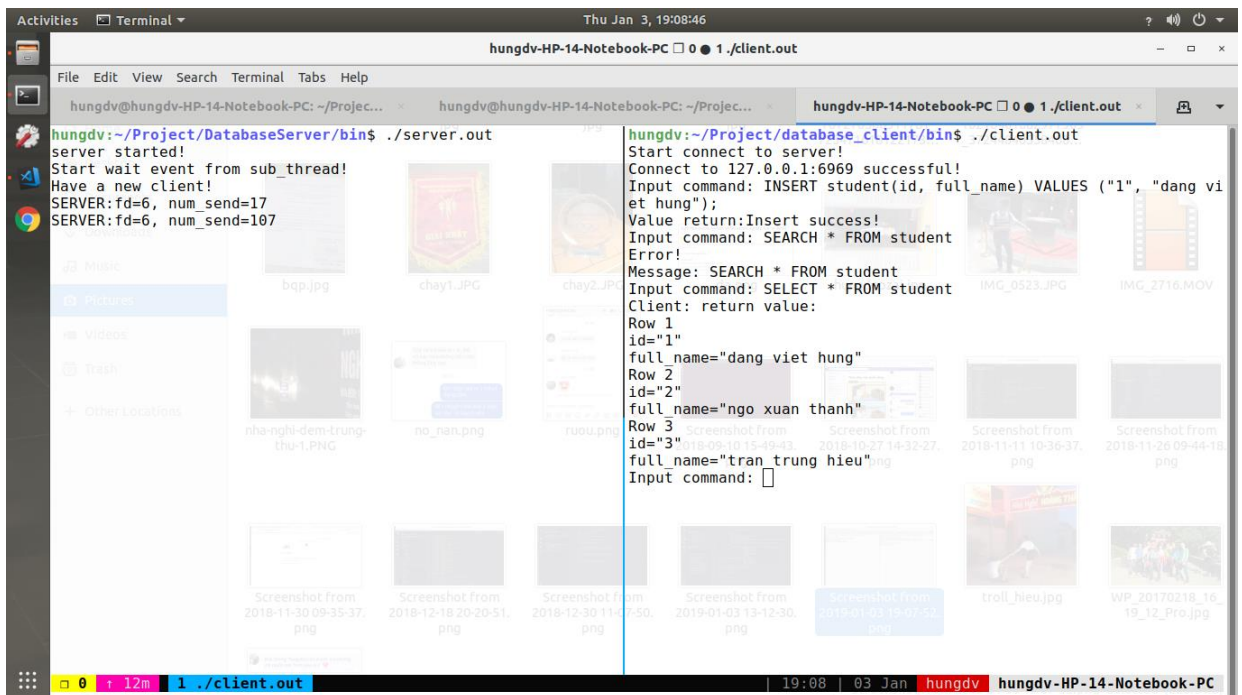 Activities Terminal Thu Jan 3, 19:08:46 ?
hungdv-HP-14-Notebook-PC ❐ 0 ● 1 ./client.out
File Edit View Search Terminal Tabs Help
hungdv@hungdv-HP-14-Notebook-PC: ~/Projec... × hungdv@hungdv-HP-14-Notebook-PC: ~/Projec... × hungdv-HP-14-Notebook-PC ❐ 0 ● 1 ./client.out ×
hungdv:~/Project/DatabaseServer/bin$ ./server.out
server started!
Start wait event from sub_thread!
Have a new client!
SERVER:fd=6, num_send=17
SERVER:fd=6, num_send=107
hungdv:~/Project/database_client/bin$ ./client.out
Start connect to server!
Connect to 127.0.0.1:6969 successful!
Input command: INSERT student(id, full_name) VALUES ("1", "dang vi
et hung");
Value return:Insert success!
Input command: SEARCH * FROM student
Error!
Message: SEARCH * FROM student
Input command: SELECT * FROM student
Client: return value:
Row 1
id="1"
full_name="dang viet hung"
Row 2
id="2"
full_name="ngo xuan thanh"
Row 3
id="3"
full_name="tran trung hieu"
Input command:
Music
Pictures
Videos
Trash
+ Other Locations
bqp.jpg
chay1.JPG
chay2.JPG
IMG_0523.JPG
IMG_2716.MOV
nha-nghi-dem-trung-
thu-1.PNG
no_nan.png
ruou.png
Screenshot from
2018-09-10 15-49-43.
png
Screenshot from
2018-10-27 14-32-27.
Screenshot from
2018-11-11 10-36-37.
png
Screenshot from
2018-11-26 09-44-18.
png
Screenshot from
2018-11-30 09-35-37.
png
Screenshot from
2018-12-18 20-20-51.
png
Screenshot from
2018-12-30 11-07-50.
png
Screenshot from
2019-01-03 13-12-30.
png
Screenshot from
2019-01-03 19-07-52.
png
troll_hieu.jpg
WP_20170218_16_
19_12_Pro.jpg
❐ 0 ↑ 12m 1 ./client.out | 19:08 | 03 Jan hungdv hungdv-HP-14-Notebook-PC